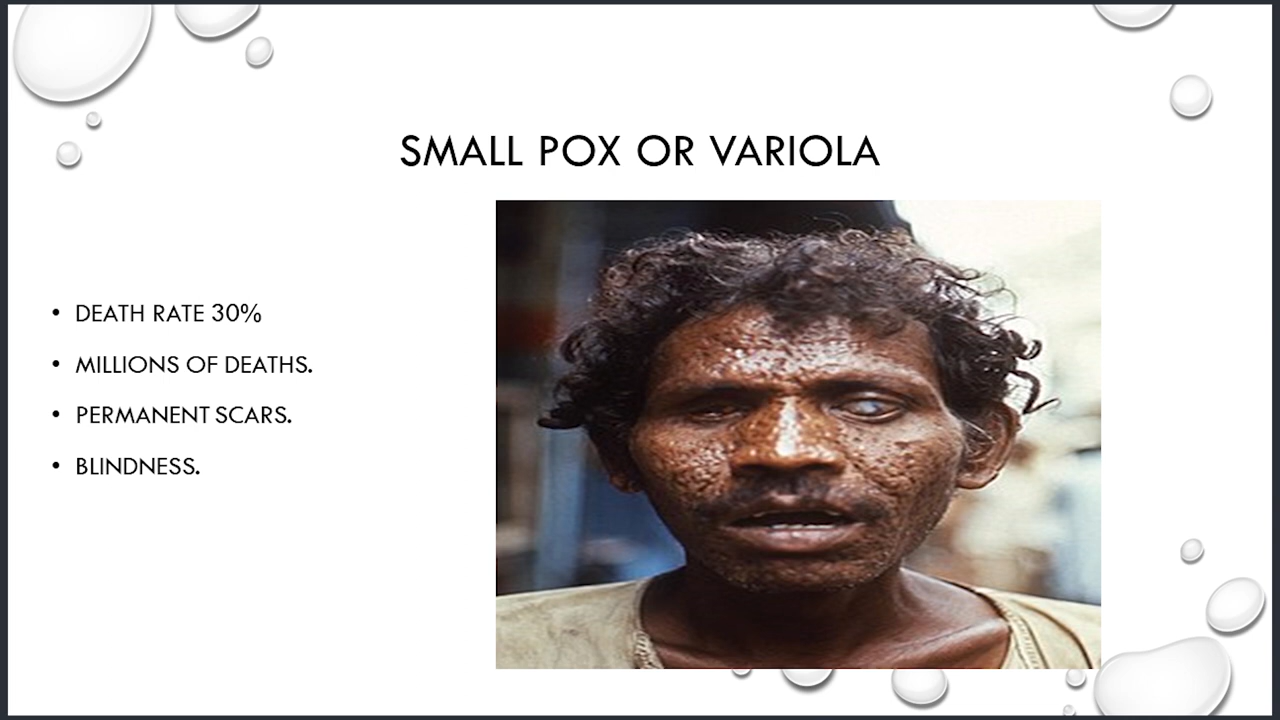 SMALL POX OR VARIOLA
• DEATH RATE 30%
• MILLIONS OF DEATHS.
• PERMANENT SCARS.
• BLINDNESS.